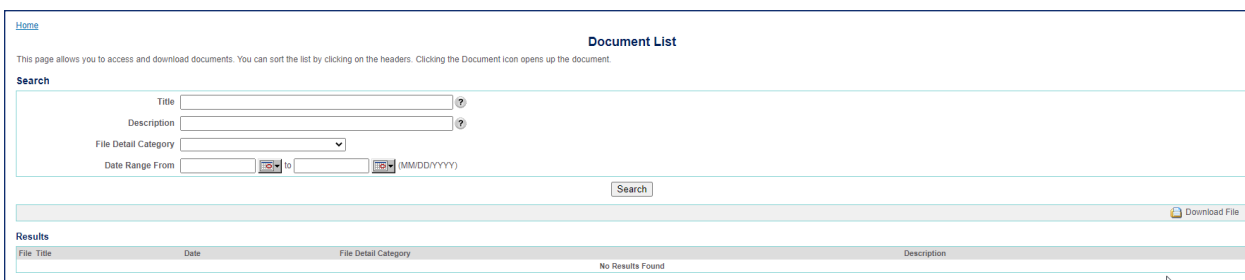 Home
Document List
This page allows you to access and download documents. You can sort the list by clicking on the headers. Clicking the Document icon opens up the document.
Search
Title ?
Description ?
File Detail Category
Date Range From to (MM/DD/YYYY)
Search
Download File
Results
File Title Date File Detail Category Description
No Results Found